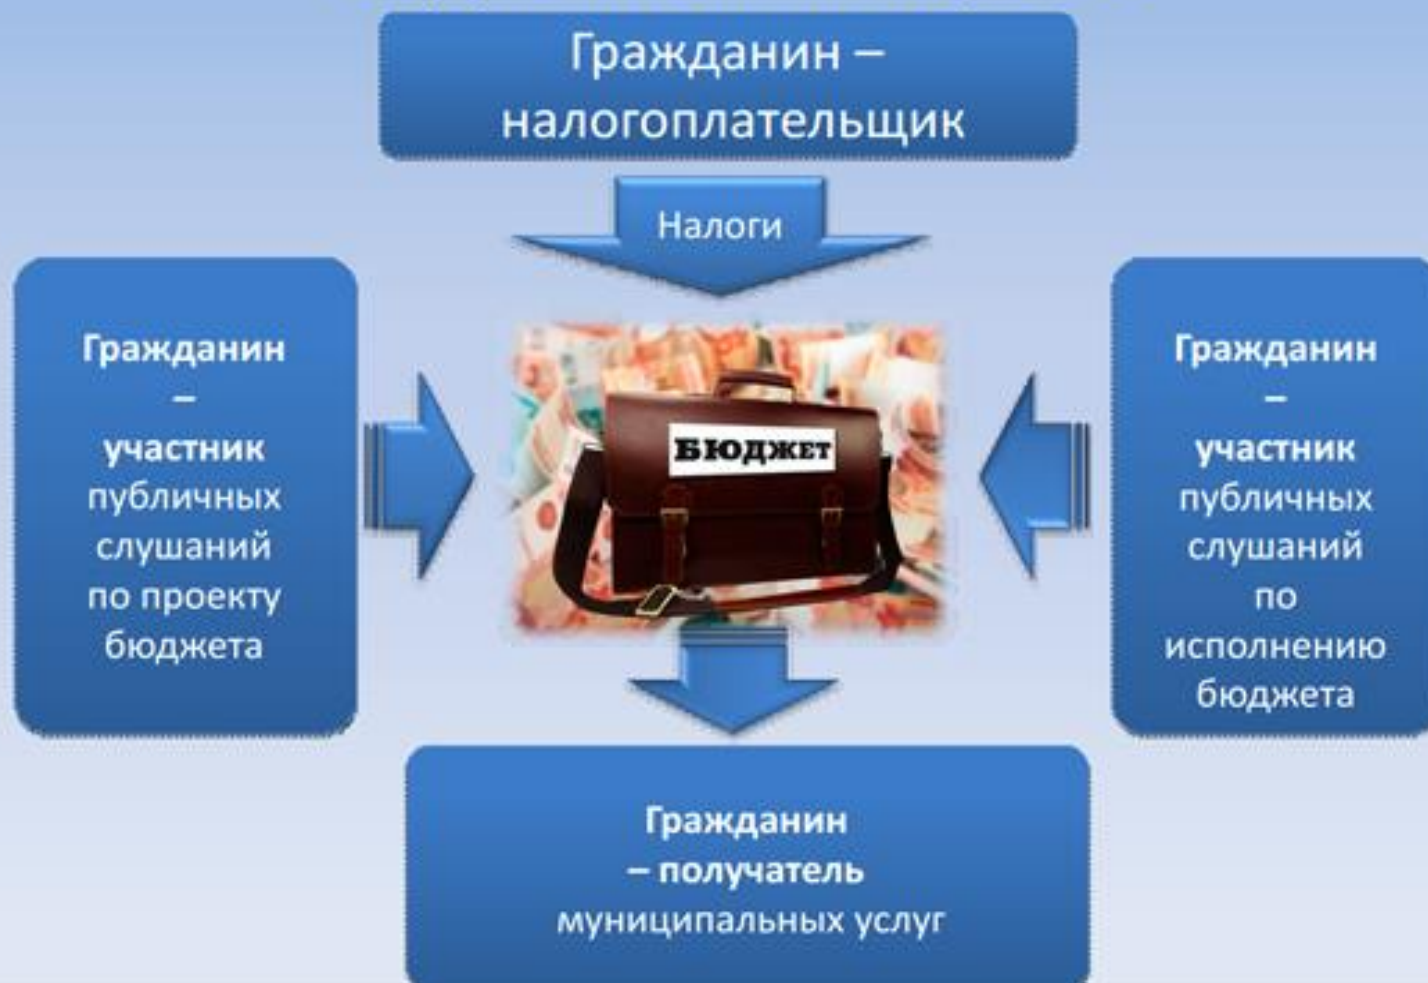 Гражданин –
налогоплательщик
Налоги
Гражданин
–
участник
публичных
слушаний
по проекту
бюджета
БЮДЖЕТ
Гражданин
–
участник
публичных
слушаний
по
исполнению
бюджета
Гражданин
– получатель
муниципальных услуг